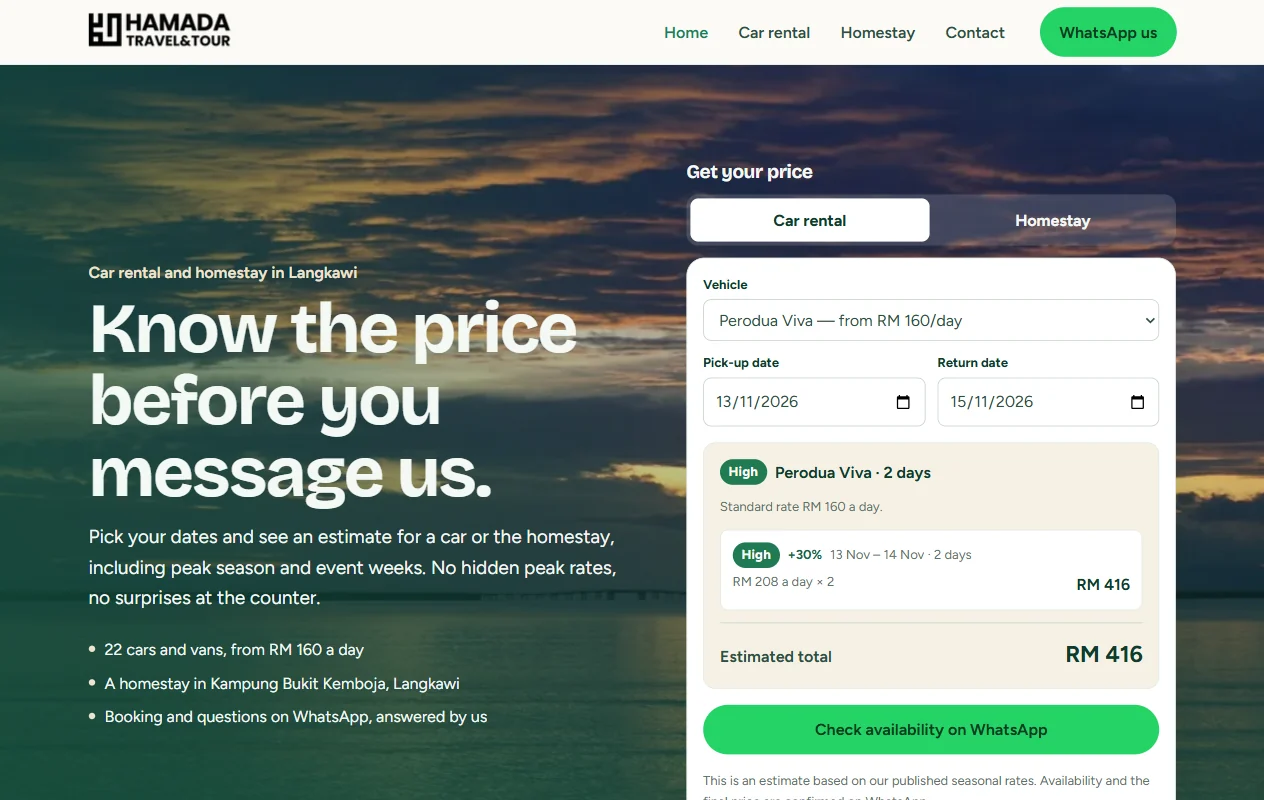 HAMADA
TRAVEL&TOUR
Home
Car rental
Homestay
Contact
WhatsApp us
Car rental and homestay in Langkawi
Know the price
before you
message us.
Pick your dates and see an estimate for a car or the homestay,
including peak season and event weeks. No hidden peak rates,
no surprises at the counter.
22 cars and vans, from RM 160 a day
A homestay in Kampung Bukit Kemboja, Langkawi
Booking and questions on WhatsApp, answered by us
Get your price
Car rental
Homestay
Vehicle
Perodua Viva — from RM 160/day
Pick-up date
Return date
13/11/2026
15/11/2026
High Perodua Viva · 2 days
Standard rate RM 160 a day.
High +30% 13 Nov – 14 Nov · 2 days
RM 208 a day × 2
RM 416
Estimated total
RM 416
Check availability on WhatsApp
This is an estimate based on our published seasonal rates. Availability and the
final price are confirmed on WhatsApp.